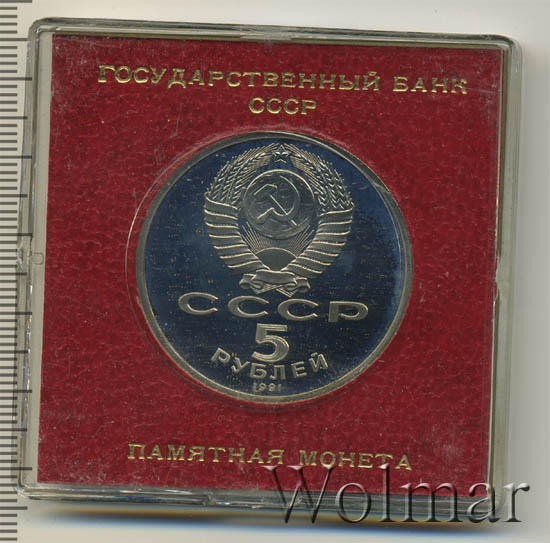 ГОСУДАРСТВЕННЫЙ БАНК
СССР
СССР
5
РУБЛЕЙ
1991
ПАМЯТНАЯ МОНЕТА
Wolmar